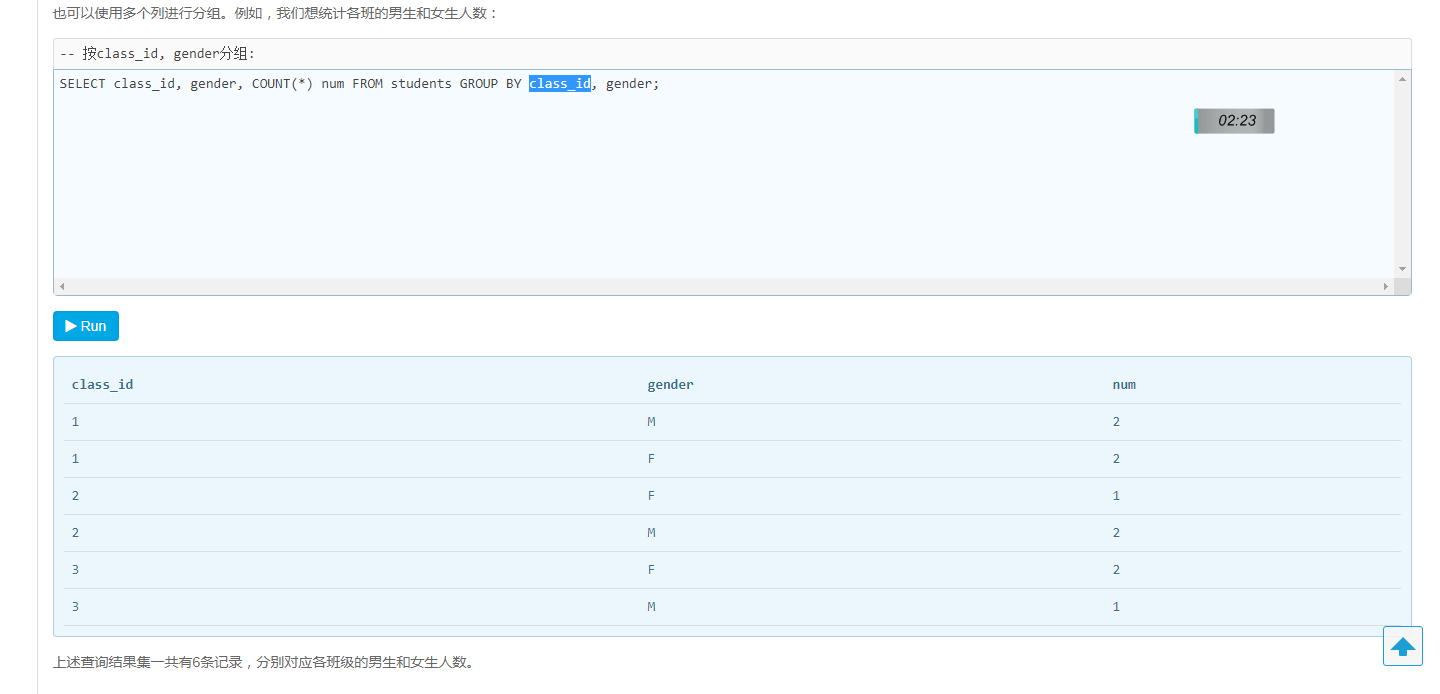 也可以使用多个列进行分组。例如，我们想统计各班的男生和女生人数：
-- 按class_id, gender分组:
SELECT class_id, gender, COUNT(*) num FROM students GROUP BY class_id, gender;
02:23
Run
class_id gender num
1 M 2
1 F 2
2 F 1
2 M 2
3 F 2
3 M 1
上述查询结果集一共有6条记录，分别对应各班级的男生和女生人数。